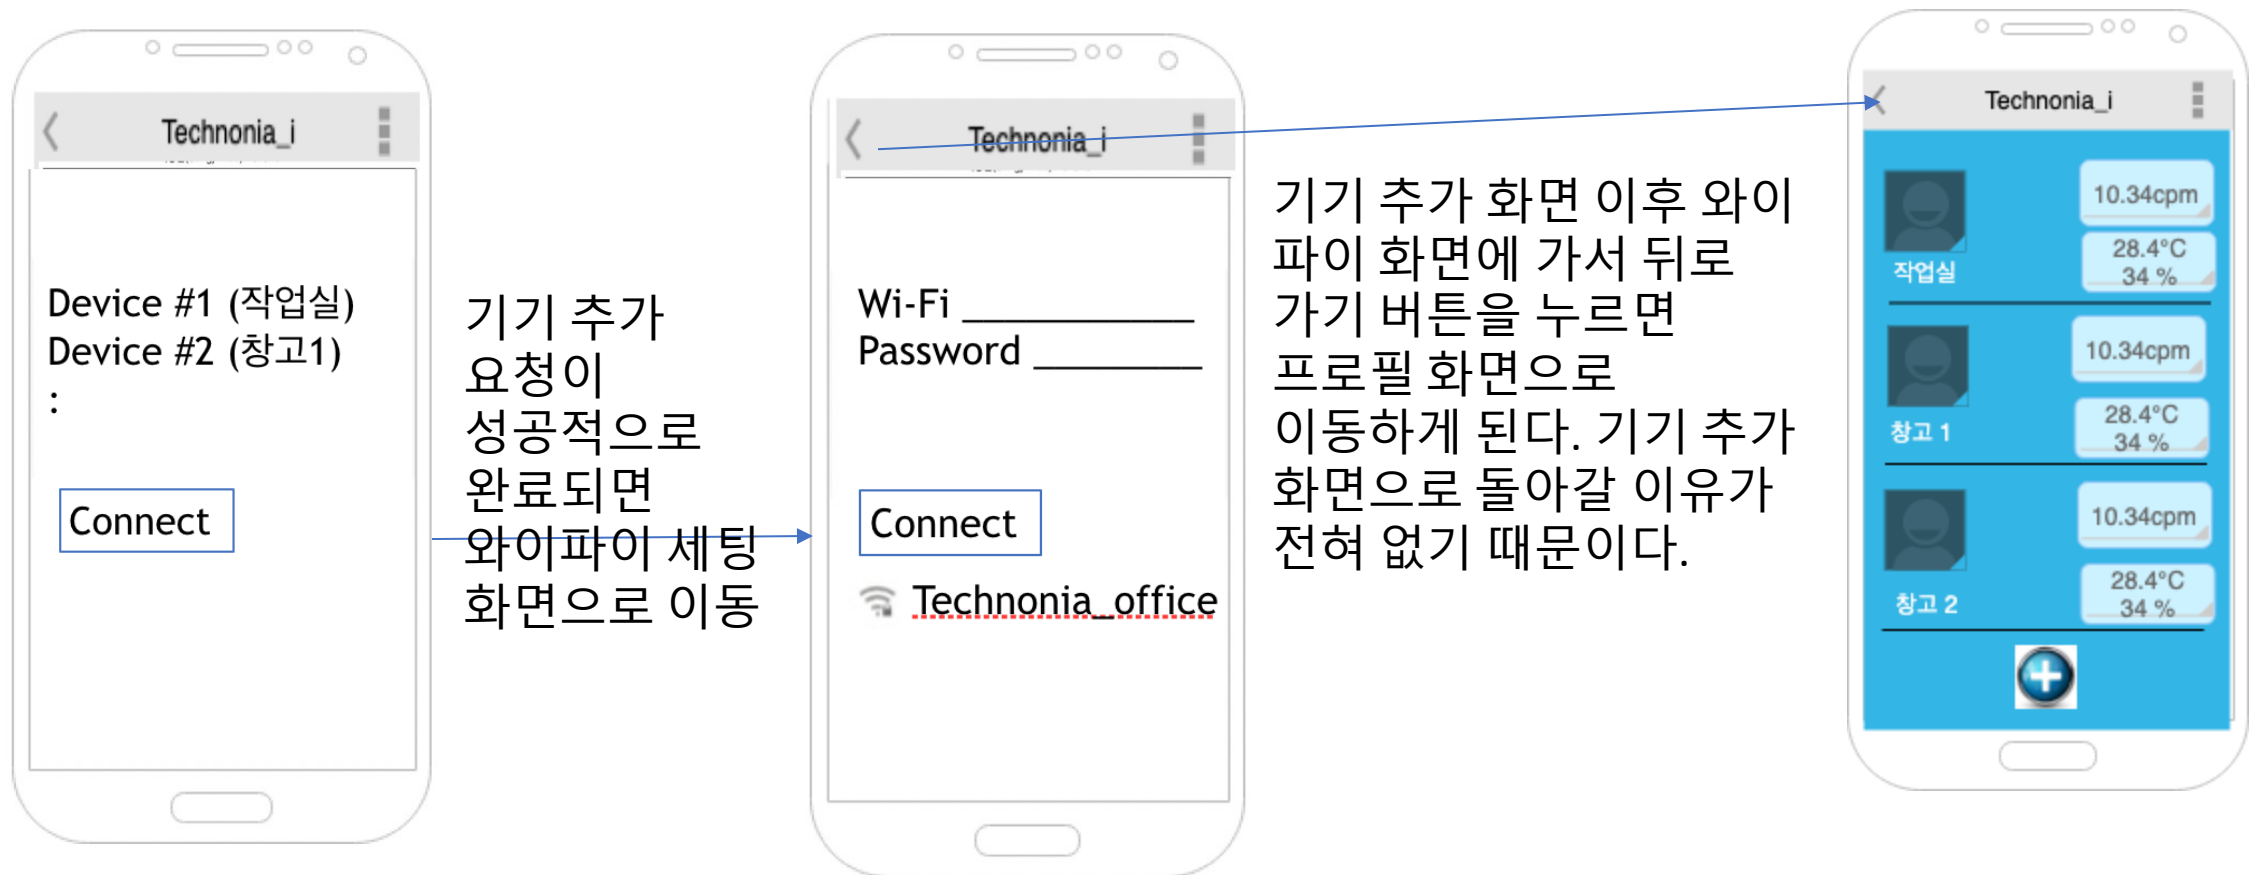 Technonia_i
Device #1 (작업실)
Device #2 (창고1)
:
Connect
기기 추가
요청이
성공적으로
완료되면
와이파이 세팅
화면으로 이동
Technonia_i
Wi-Fi ___________
Password ________
Connect
Technonia_office
기기 추가 화면 이후 와이
파이 화면에 가서 뒤로
가기 버튼을 누르면
프로필 화면으로
이동하게 된다. 기기 추가
화면으로 돌아갈 이유가
전혀 없기 때문이다.
Technonia_i
10.34cpm
28.4°C
34 %
작업실
10.34cpm
28.4°C
34 %
창고 1
10.34cpm
28.4°C
34 %
창고 2